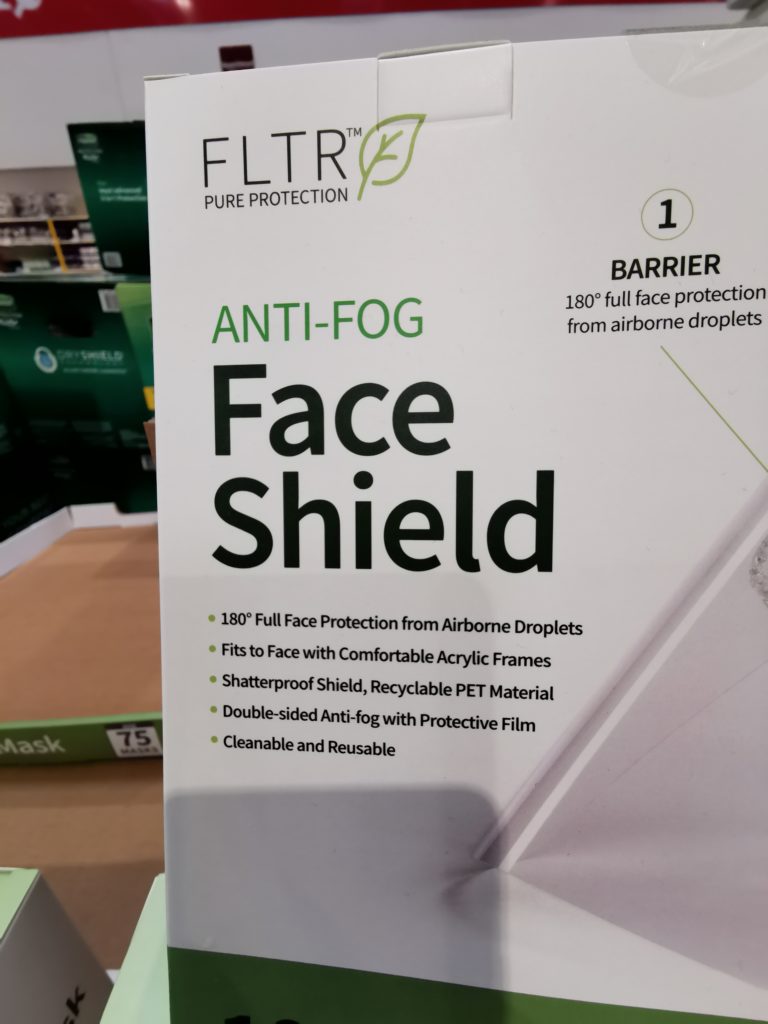 FLTR™
PURE PROTECTION
1
BARRIER
180° full face protection
from airborne droplets
ANTI-FOG
Face
Shield
• 180° Full Face Protection from Airborne Droplets
• Fits to Face with Comfortable Acrylic Frames
• Shatterproof Shield, Recyclable PET Material
• Double-sided Anti-fog with Protective Film
• Cleanable and Reusable
DRYSHIELD
Mask
75
MASKS